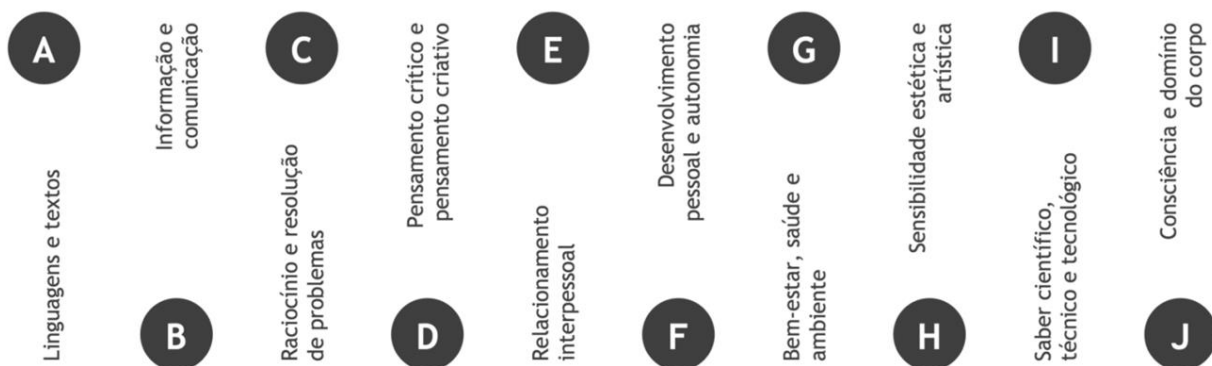 A
Linguagens e textos
Informação e
comunicação
B
C
Raciocínio e resolução
de problemas
Pensamento crítico e
pensamento criativo
D
E
Relacionamento
interpessoal
Desenvolvimento
pessoal e autonomia
F
G
Bem-estar, saúde e
ambiente
Sensibilidade estética e
artística
H
I
Saber científico,
técnico e tecnológico
Consciência e domínio
do corpo
J